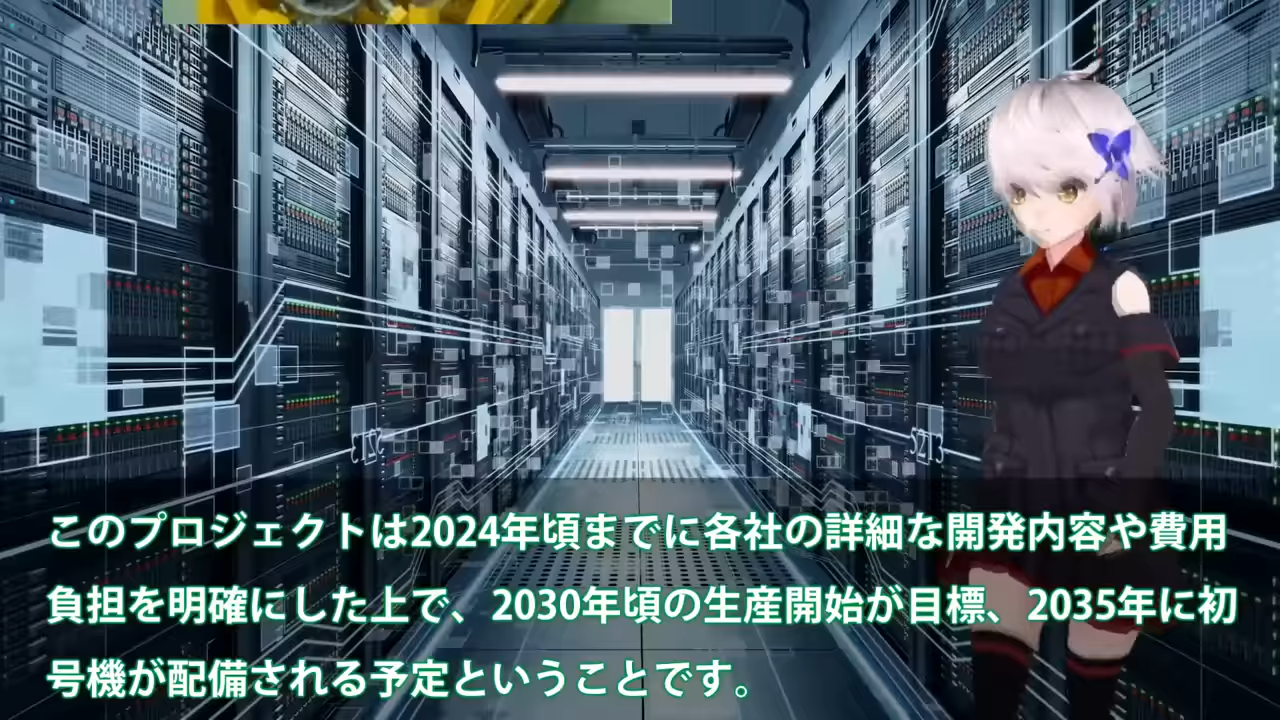 このプロジェクトは2024年頃までに各社の詳細な開発内容や費用
負担を明確にした上で、2030年頃の生産開始が目標、2035年に初
号機が配備される予定ということです。